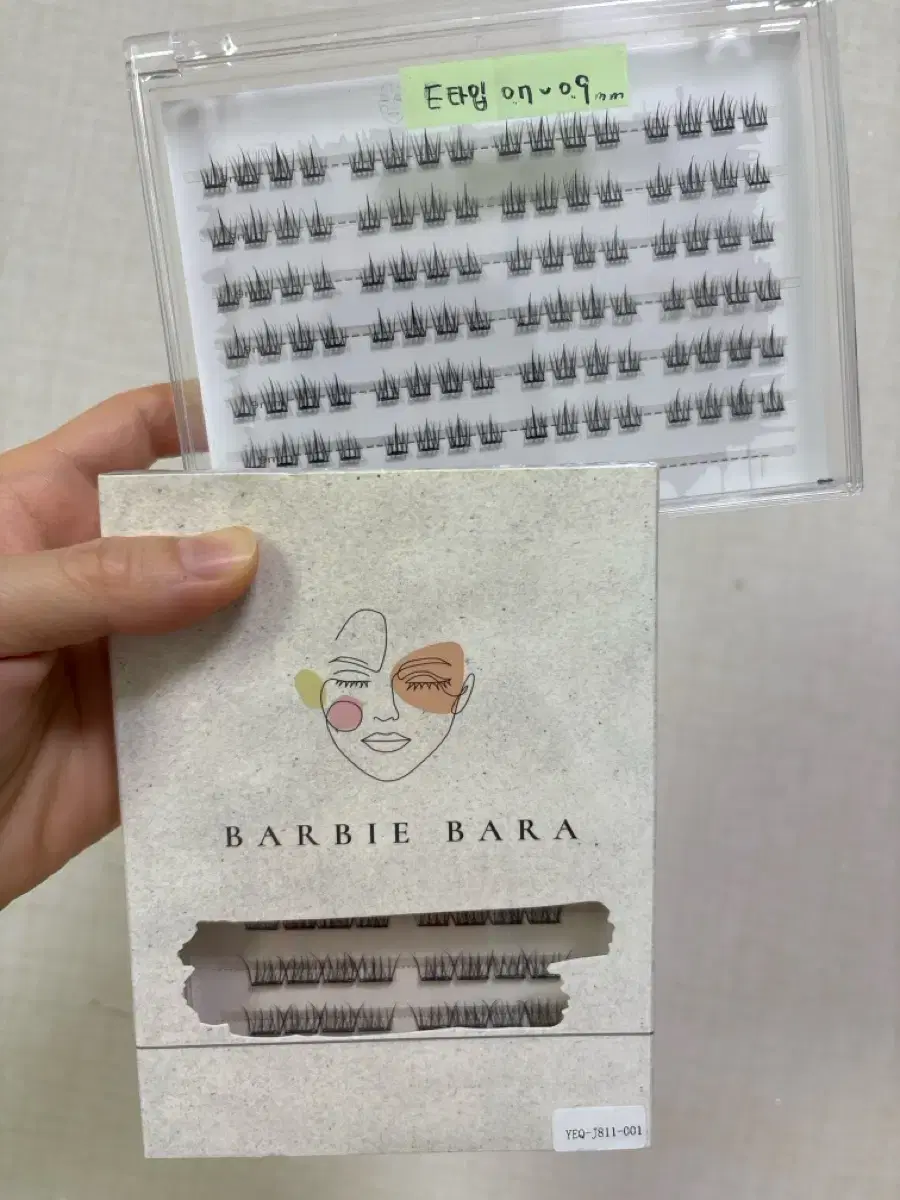 E타입 0.7~0.9mm
BARBIE BARA
YEQ-J811-001